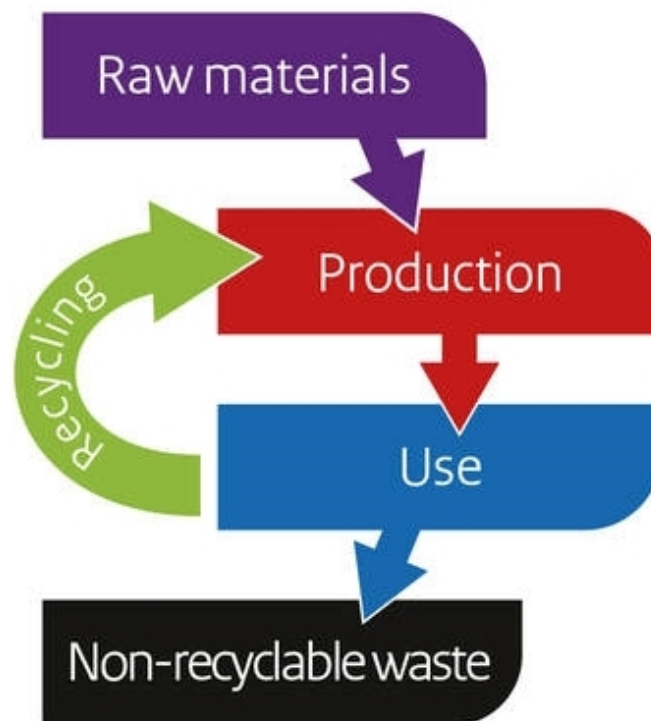 Raw materials
Production
Recycling
Use
Non-recyclable waste